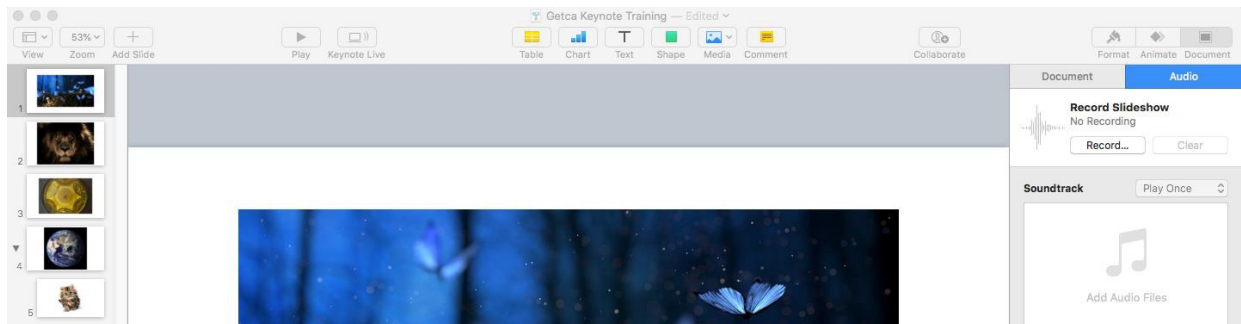 Getca Keynote Training — Edited
53%
View Zoom Add Slide Play Keynote Live Table Chart Text Shape Media Comment Collaborate Format Animate Document
Document Audio
1
2
3
4
5
Record Slideshow
No Recording
Record... Clear
Soundtrack Play Once
Add Audio Files